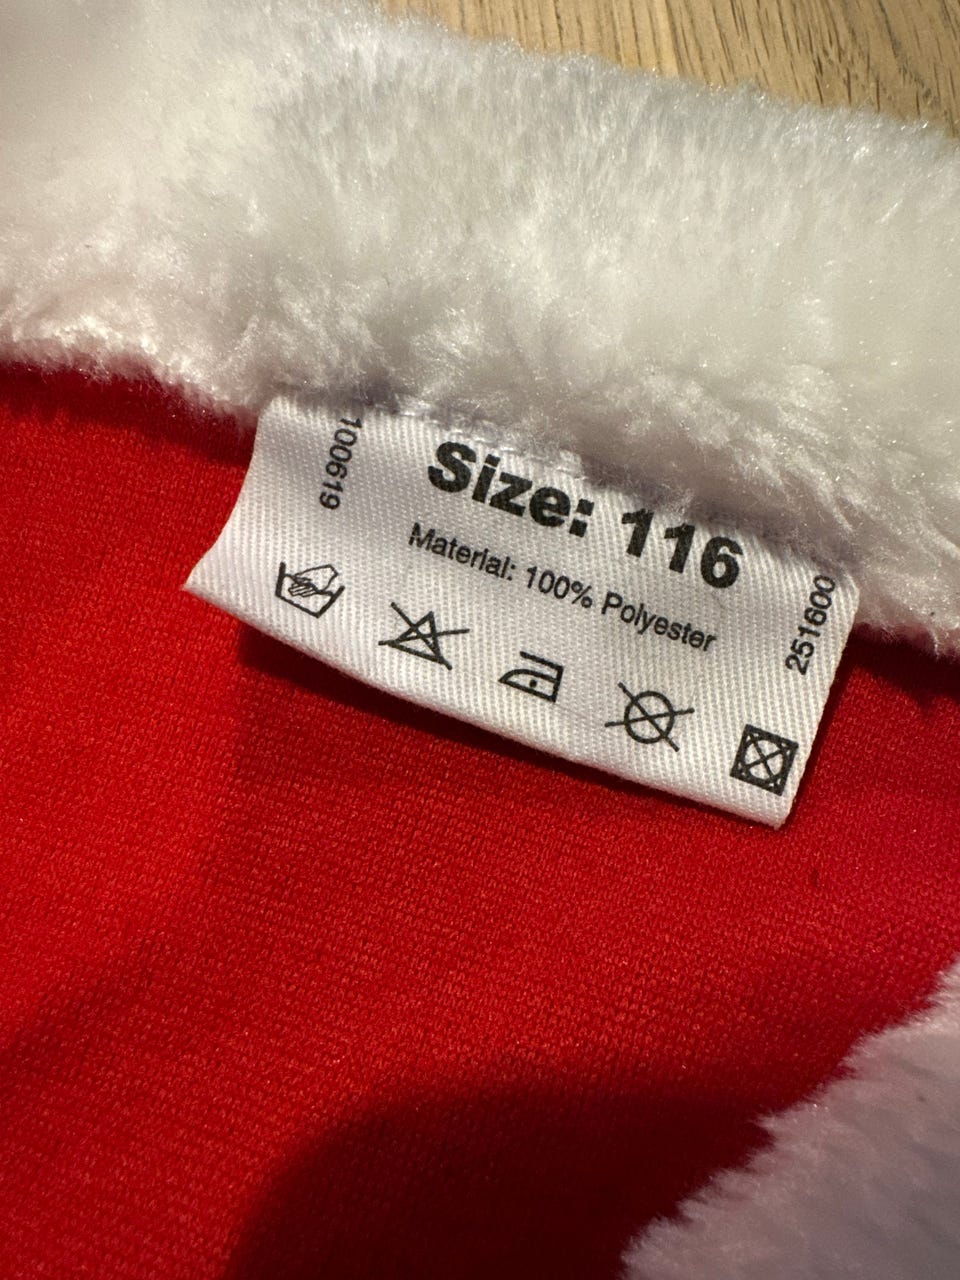 100619
Size: 116
Material: 100% Polyester
251600